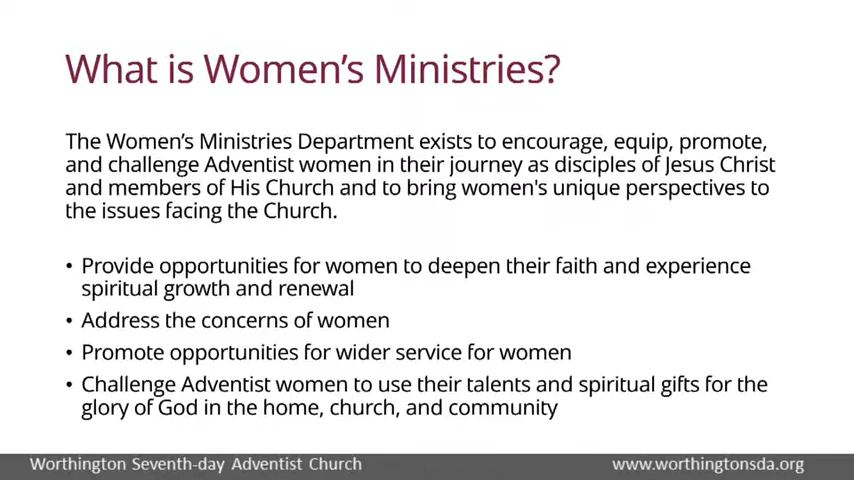 What is Women’s Ministries?
The Women’s Ministries Department exists to encourage, equip, promote,
and challenge Adventist women in their journey as disciples of Jesus Christ
and members of His Church and to bring women's unique perspectives to
the issues facing the Church.
• Provide opportunities for women to deepen their faith and experience
spiritual growth and renewal
• Address the concerns of women
• Promote opportunities for wider service for women
• Challenge Adventist women to use their talents and spiritual gifts for the
glory of God in the home, church, and community
Worthington Seventh-day Adventist Church
www.worthingtonsda.org